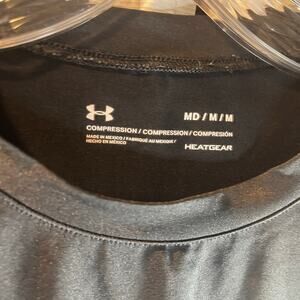 MD / M / M
COMPRESSION / COMPRESSION / COMPRESIÓN
MADE IN MEXICO / FABRIQUÉ AU MEXIQUE /
HECHO EN MÉXICO
HEATGEAR